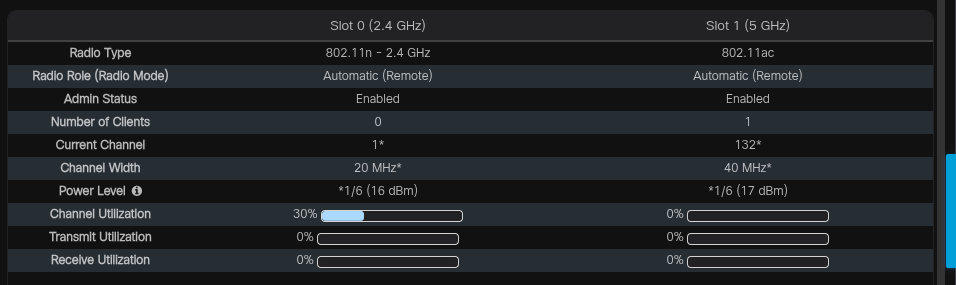 Slot 0 (2.4 GHz) Slot 1 (5 GHz)
Radio Type 802.11n - 2.4 GHz 802.11ac
Radio Role (Radio Mode) Automatic (Remote) Automatic (Remote)
Admin Status Enabled Enabled
Number of Clients 0 1
Current Channel 1* 132*
Channel Width 20 MHz* 40 MHz*
Power Level *1/6 (16 dBm) *1/6 (17 dBm)
Channel Utilization 30% 0%
Transmit Utilization 0% 0%
Receive Utilization 0% 0%